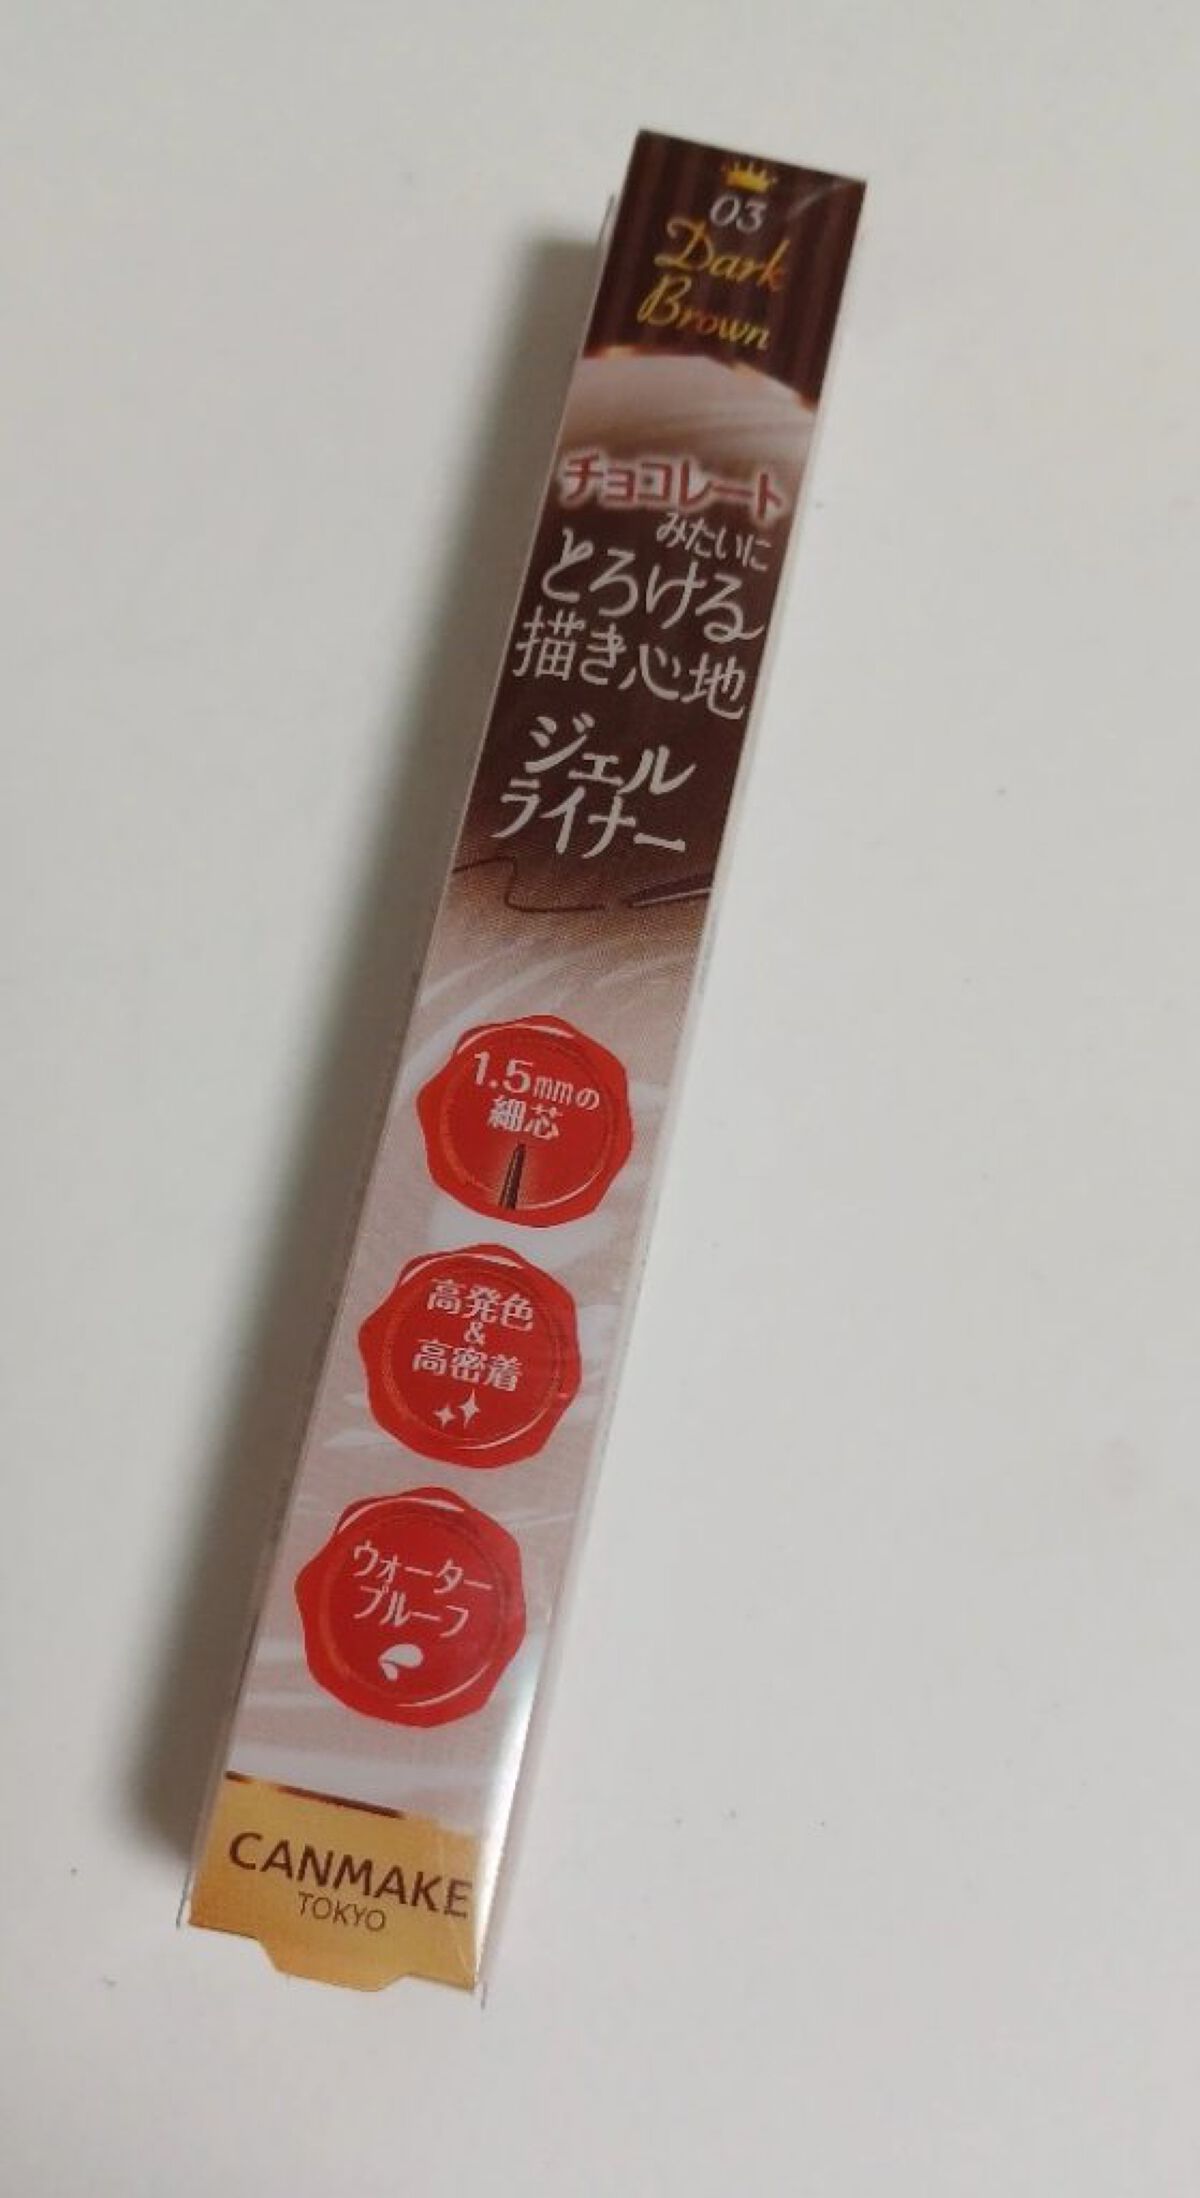 03
Dark
Brown
チョコレート
みたいに
とろける
描き心地
ジェル
ライナー
1.5mmの
細芯
高発色
&
高密着
ウォーター
プルーフ
CANMAKE
TOKYO